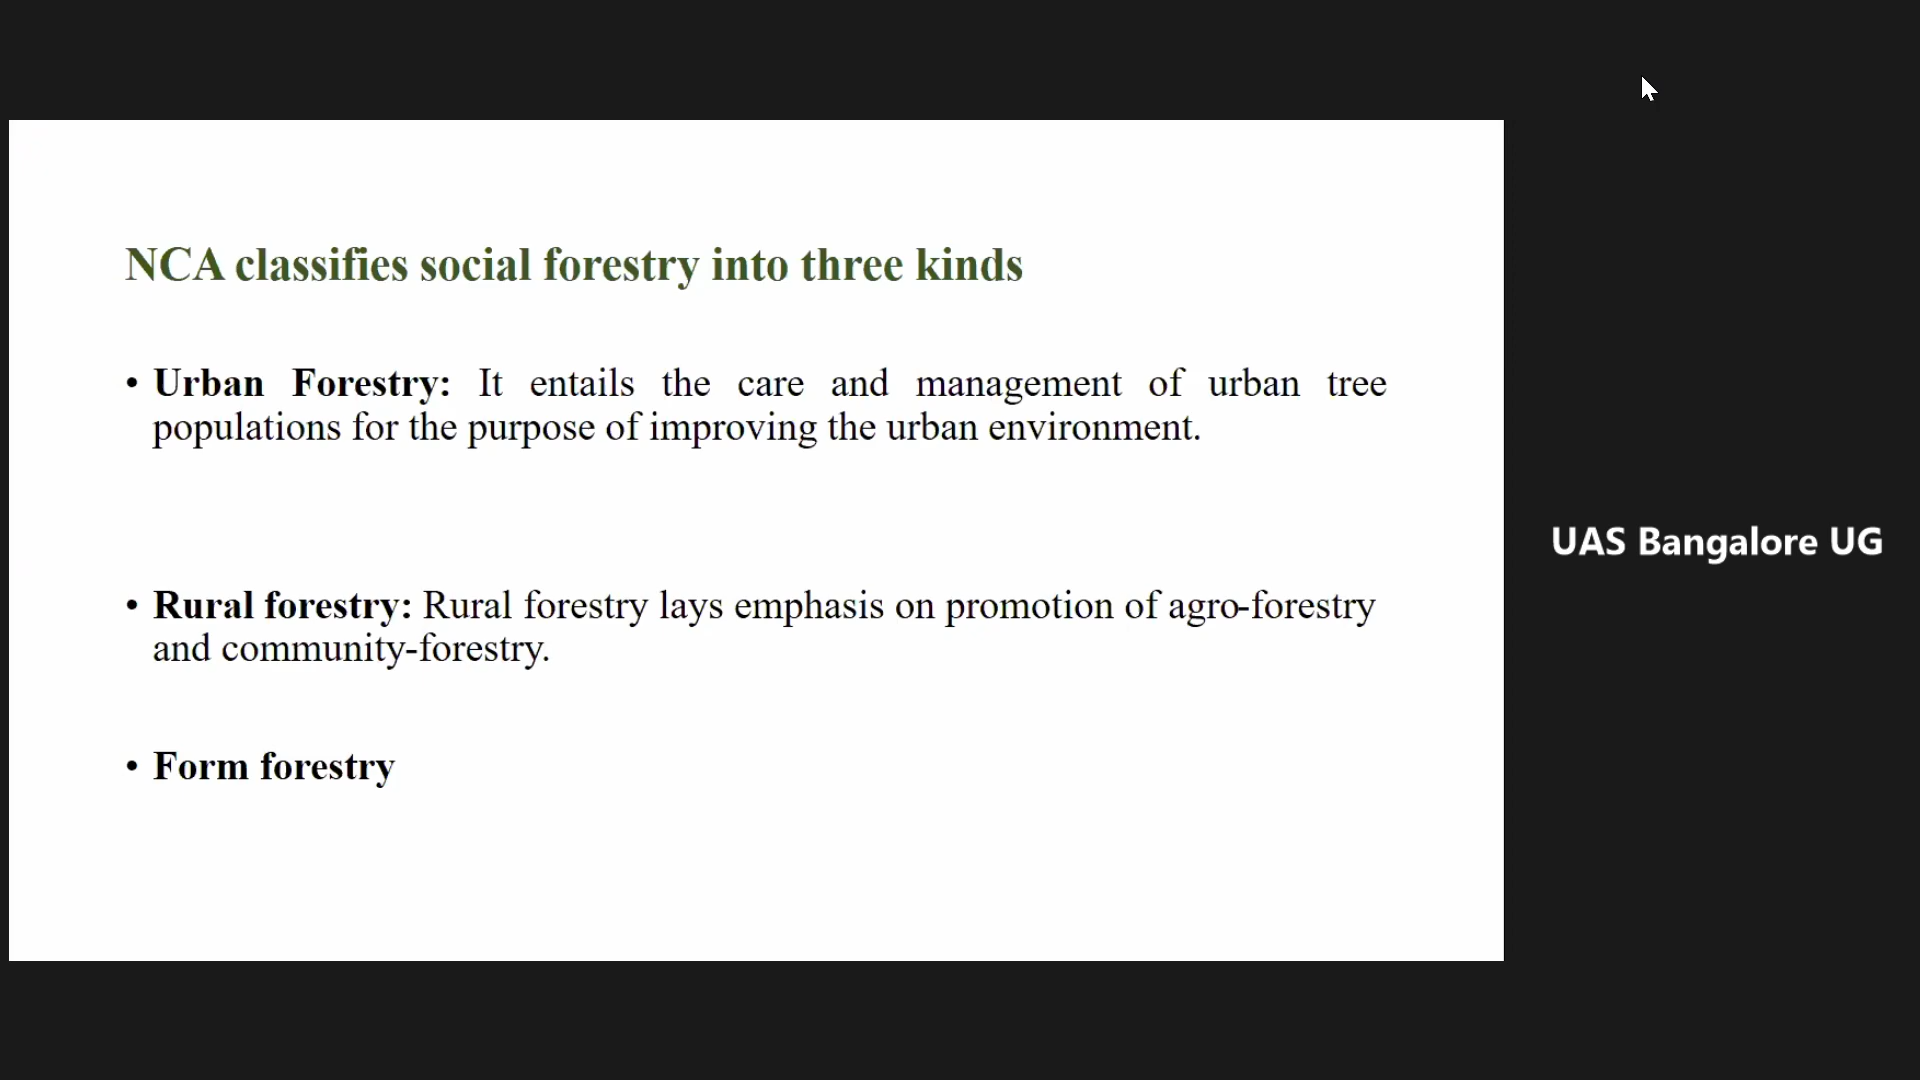 NCA classifies social forestry into three kinds
• Urban Forestry: It entails the care and management of urban tree
populations for the purpose of improving the urban environment.
• Rural forestry: Rural forestry lays emphasis on promotion of agro-forestry
and community-forestry.
• Form forestry
UAS Bangalore UG